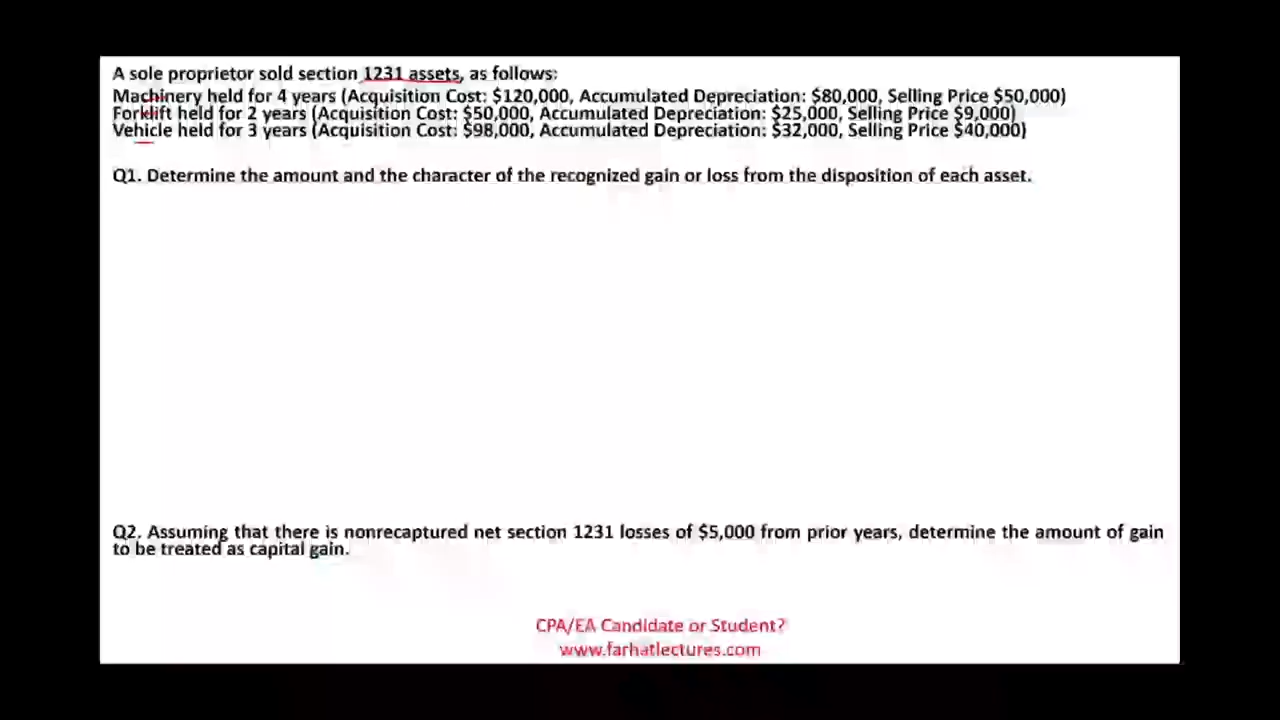 A sole proprietor sold section 1231 assets, as follows:
Machinery held for 4 years (Acquisition Cost: $120,000, Accumulated Depreciation: $80,000, Selling Price $50,000)
Forklift held for 2 years (Acquisition Cost: $50,000, Accumulated Depreciation: $25,000, Selling Price $9,000)
Vehicle held for 3 years (Acquisition Cost: $98,000, Accumulated Depreciation: $32,000, Selling Price $40,000)
Q1. Determine the amount and the character of the recognized gain or loss from the disposition of each asset.
Q2. Assuming that there is nonrecaptured net section 1231 losses of $5,000 from prior years, determine the amount of gain
to be treated as capital gain.
CPA/EA Candidate or Student?
www.farhatlectures.com